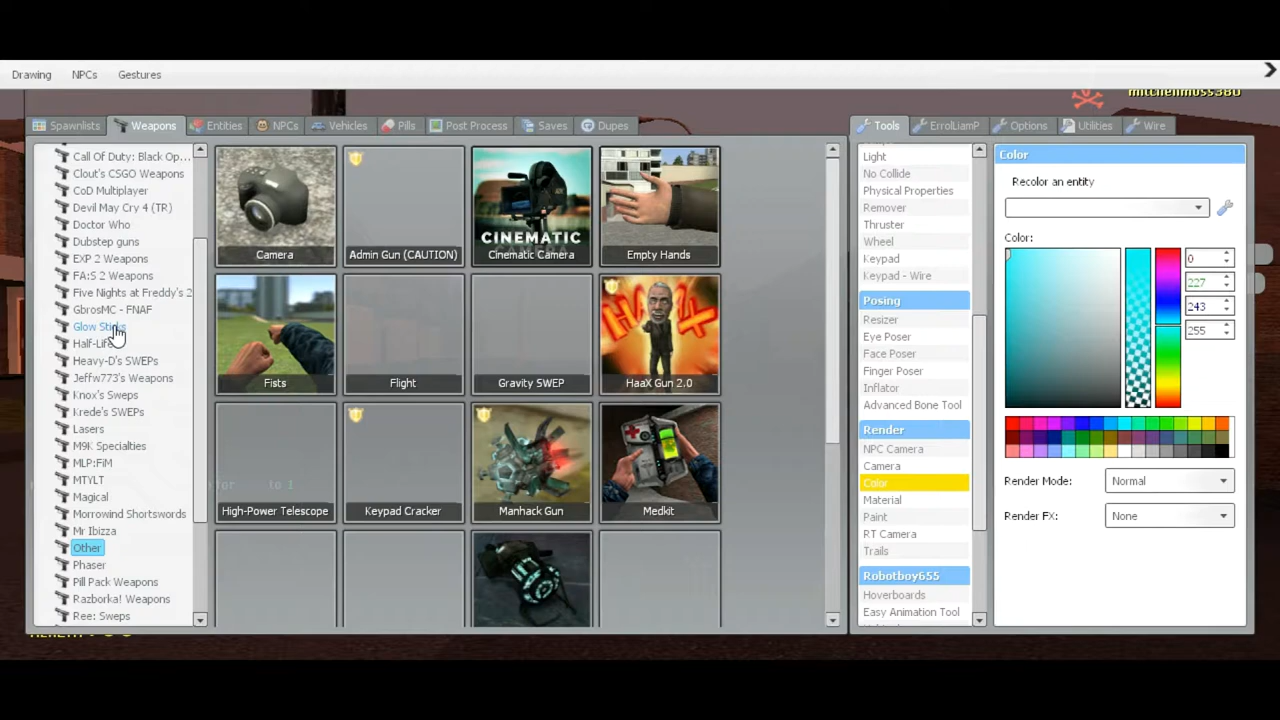 Drawing NPCs Gestures
mitchenmoss380
Spawnlists Weapons Entities NPCs Vehicles Pills Post Process Saves Dupes
Call Of Duty: Black Op...
Clout's CSGO Weapons
CoD Multiplayer
Devil May Cry 4 (TR)
Doctor Who
Dubstep guns
EXP 2 Weapons
FA:S 2 Weapons
Five Nights at Freddy's 2
GbrosMC - FNAF
Glow Sticks
Heavy-D's SWEPs
Jeffw773's Weapons
Knox's Sweps
Krede's SWEPs
Lasers
M9K Specialties
MLP:FiM
MTYLT
Magical
Morrowind Shortswords
Mr Ibizza
Other
Phaser
Pill Pack Weapons
Razborka! Weapons
Ree: Sweps
Camera
Admin Gun (CAUTION)
CINEMATIC
Cinematic Camera
Empty Hands
Fists
Flight
Gravity SWEP
HaaX Gun 2.0
High-Power Telescope
Keypad Cracker
Manhack Gun
Medkit
Tools ErrolLiamP Options Utilities Wire
Light
No Collide
Physical Properties
Remover
Thruster
Wheel
Keypad
Keypad - Wire
Posing
Resizer
Eye Poser
Face Poser
Finger Poser
Inflator
Advanced Bone Tool
Render
NPC Camera
Camera
Color
Material
Paint
RT Camera
Trails
Robotboy655
Hoverboards
Easy Animation Tool
Color
Recolor an entity
Color:
0
227
243
255
Render Mode: Normal
Render FX: None